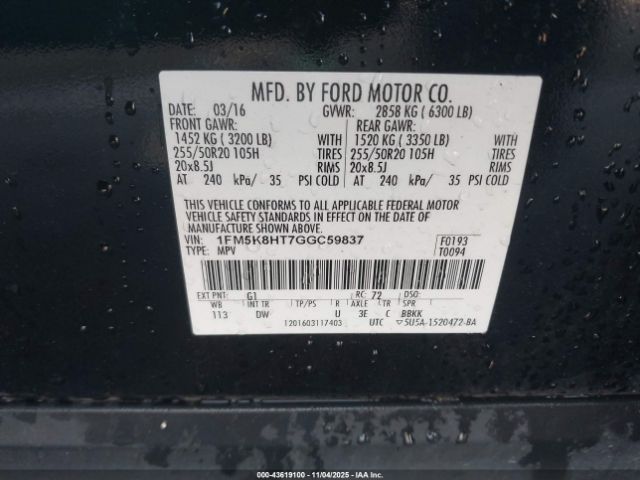 MFD. BY FORD MOTOR CO.
DATE: 03/16 GVWR: 2858 KG ( 6300 LB)
FRONT GAWR: REAR GAWR:
1452 KG ( 3200 LB) WITH 1520 KG ( 3350 LB) WITH
255/50R20 105H TIRES 255/50R20 105H TIRES
20x8.5J RIMS 20x8.5J RIMS
AT 240 kPa/ 35 PSI COLD AT 240 kPa/ 35 PSI COLD
THIS VEHICLE CONFORMS TO ALL APPLICABLE FEDERAL MOTOR
VEHICLE SAFETY STANDARDS IN EFFECT ON THE DATE OF
MANUFACTURE SHOWN ABOVE.
VIN: 1FM5K8HT7GGC59837 F0193
TYPE: MPV T0094
EXT PNT: G1 RC: 72 DSO:
WB INT TR TP/PS R AXLE TR SPR
113 DW U 3E C BBKK
1201603117403 UTC ▽5U5A-1520472-BA
00-43619100 - 11/04/2025 - IAAI.CA